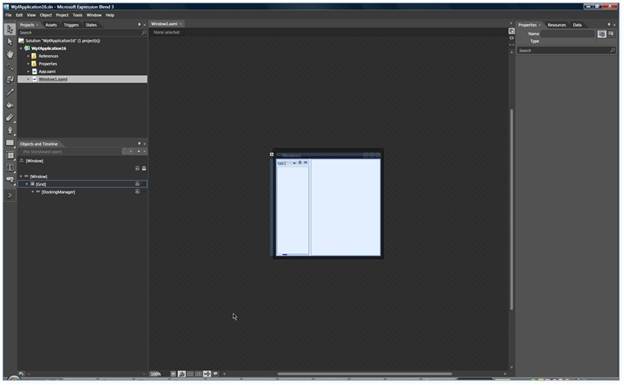 WpfApplication16.sln - Microsoft Expression Blend 3
File Edit View Object Project Tools Window Help
Projects Assets Triggers States
Search
Solution "WpfApplication16" (1 project(s))
WpfApplication16
References
Properties
App.xaml
Window1.xaml
Objects and Timeline
(No Storyboard open)
[Window]
[Window]
[Grid]
[DockingManager]
Window1.xaml
None selected
100%
Properties Resources Data
Name
Type
Search